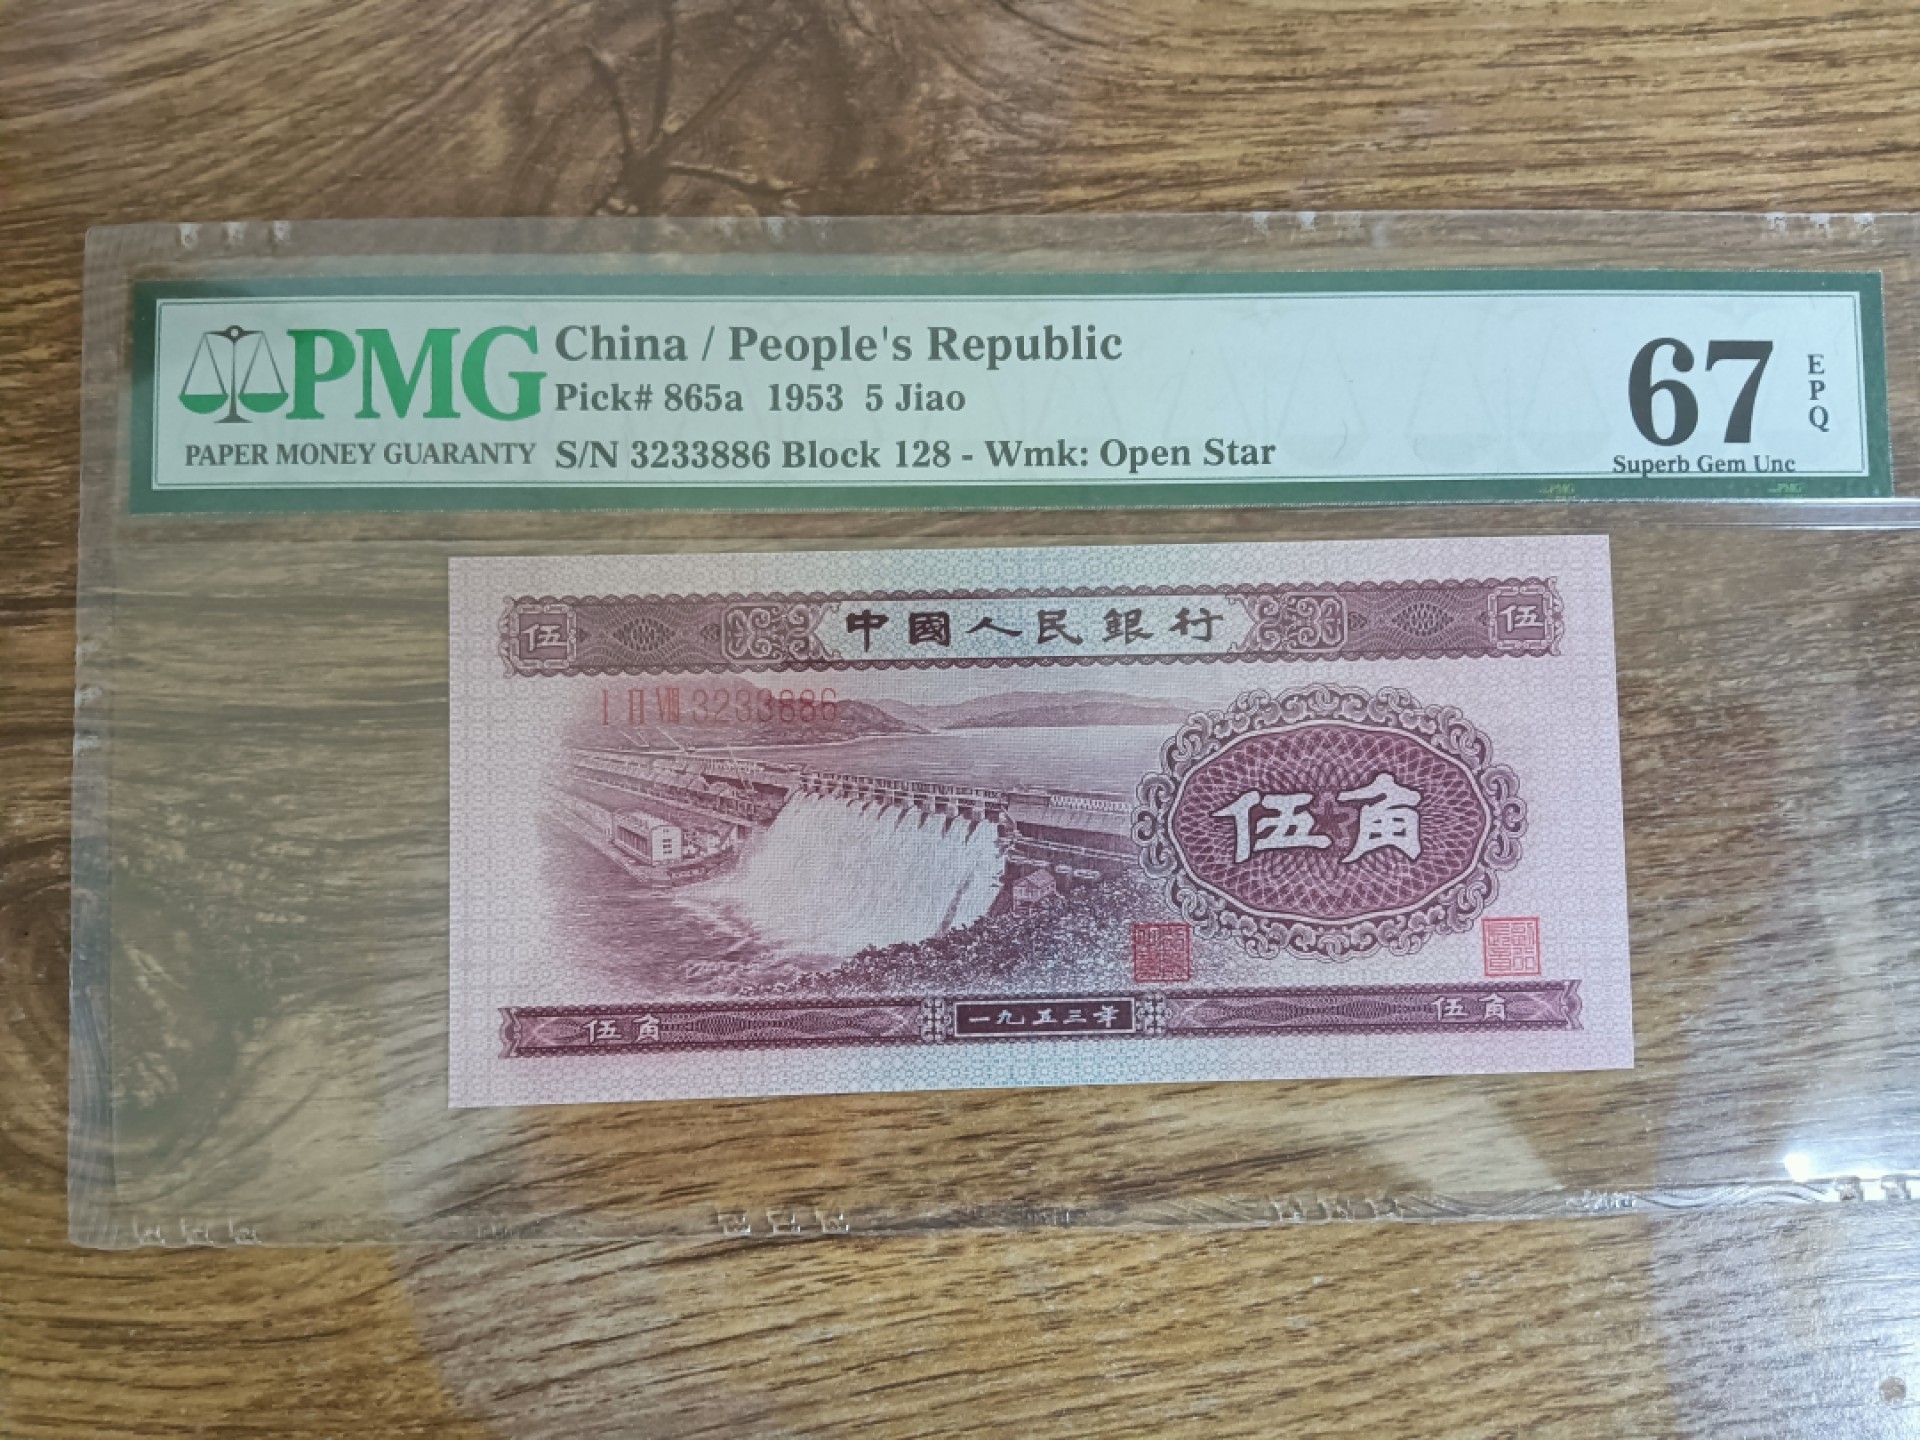 PMG
PAPER MONEY GUARANTY
China / People's Republic
Pick# 865a 1953 5 Jiao
S/N 3233886 Block 128 - Wmk: Open Star
67
EPQ
Superb Gem Unc
PMG PMG
伍 中國人民銀行 伍
I II VIII 3233886
伍角
伍角 一九五三年 伍角